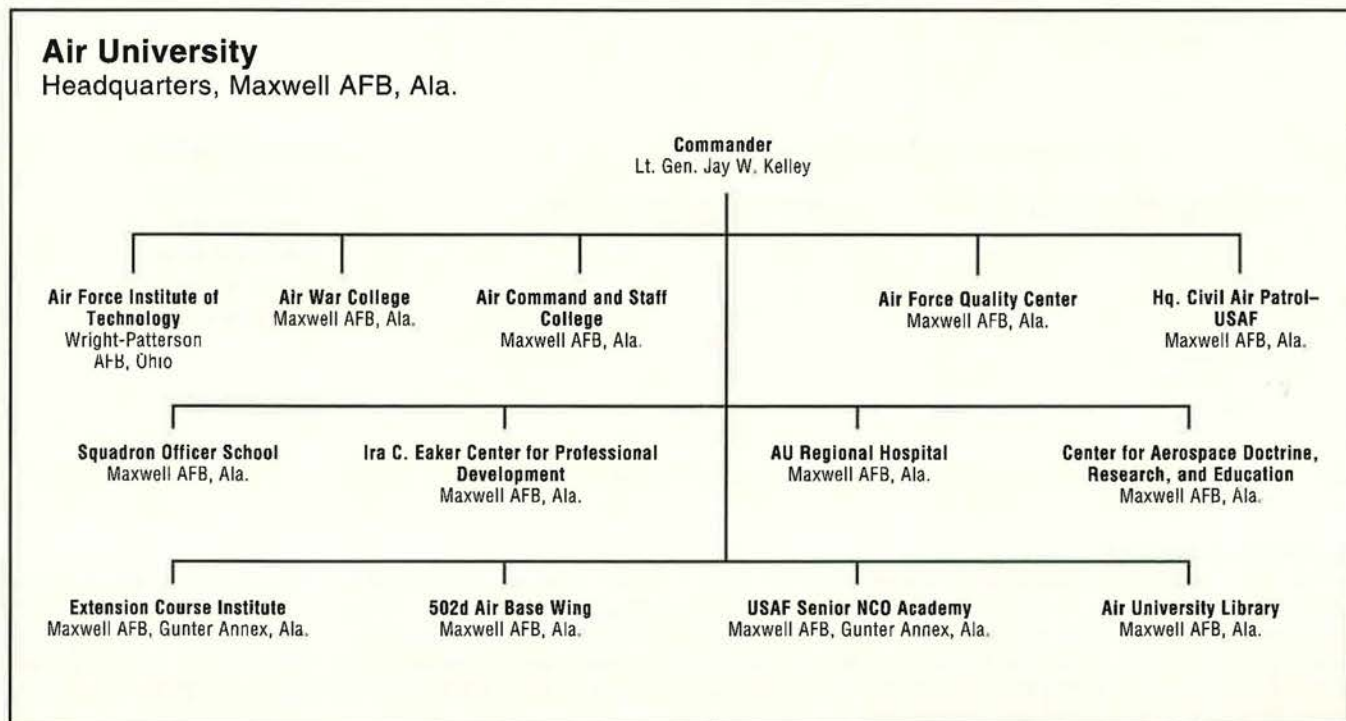 Air University
Headquarters, Maxwell AFB, Ala.
Commander
Lt. Gen. Jay W. Kelley
Air Force Institute of
Technology
Wright-Patterson
AFB, Ohio
Air War College
Maxwell AFB, Ala.
Air Command and Staff
College
Maxwell AFB, Ala.
Air Force Quality Center
Maxwell AFB, Ala.
Hq. Civil Air Patrol–
USAF
Maxwell AFB, Ala.
Squadron Officer School
Maxwell AFB, Ala.
Ira C. Eaker Center for Professional
Development
Maxwell AFB, Ala.
AU Regional Hospital
Maxwell AFB, Ala.
Center for Aerospace Doctrine,
Research, and Education
Maxwell AFB, Ala.
Extension Course Institute
Maxwell AFB, Gunter Annex, Ala.
502d Air Base Wing
Maxwell AFB, Ala.
USAF Senior NCO Academy
Maxwell AFB, Gunter Annex, Ala.
Air University Library
Maxwell AFB, Ala.